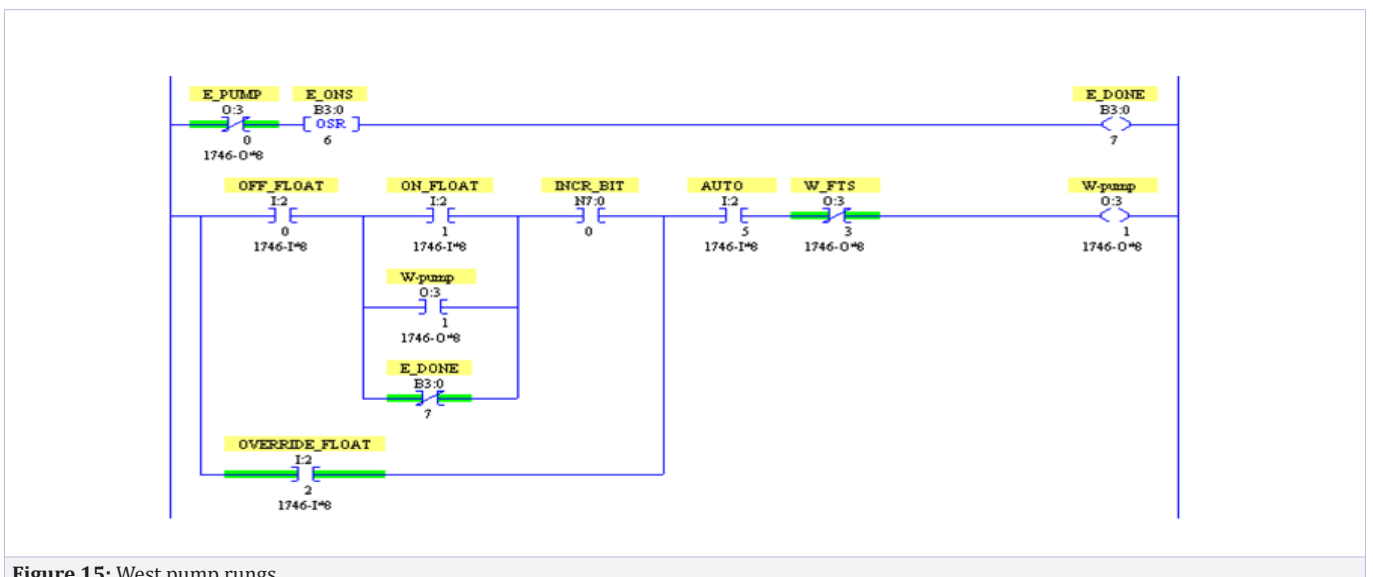 E_PUMP E_ONS E_DONE
O:3 B3:0 B3:0
OSR
0 6 7
1746-O*8
OFF_FLOAT ON_FLOAT INCR_BIT AUTO W_FTS W-pump
I:2 I:2 N7:0 I:2 O:3 O:3
0 1 0 5 3 1
1746-I*8 1746-I*8 1746-I*8 1746-O*8 1746-O*8
W-pump
O:3
1
1746-O*8
E_DONE
B3:0
7
OVERRIDE_FLOAT
I:2
2
1746-I*8
Figure 15: West pump rungs